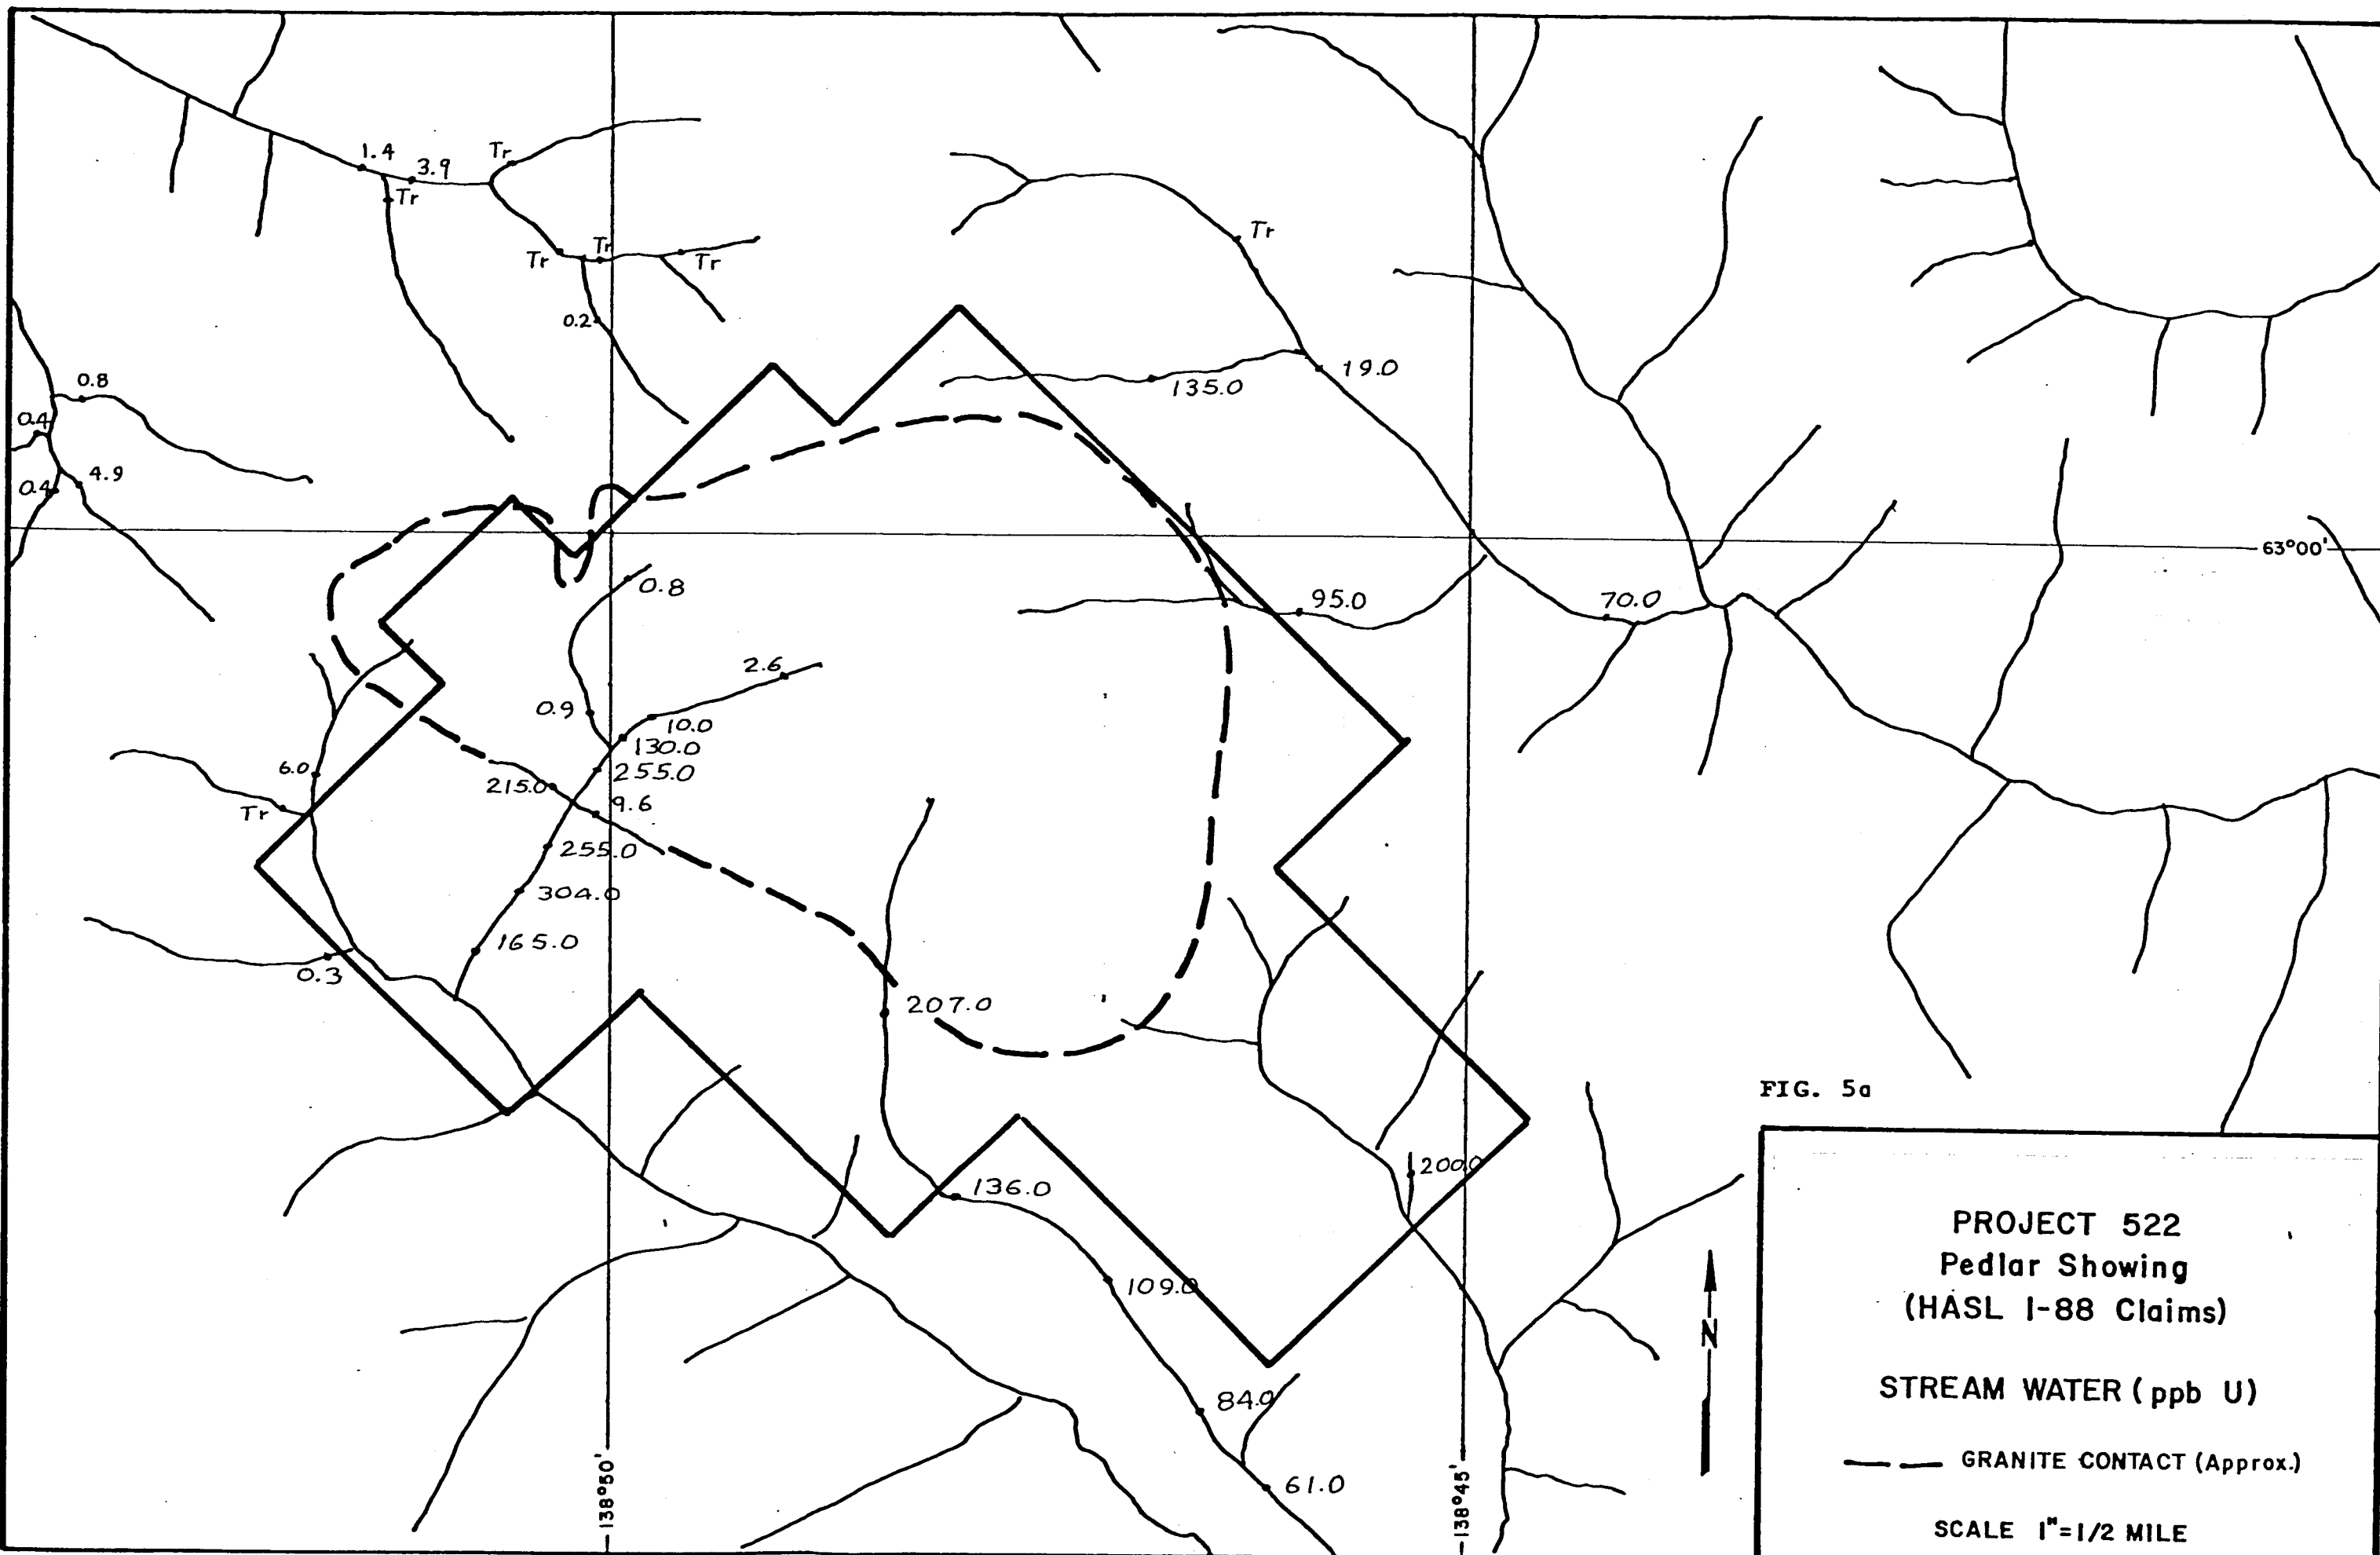 1.4
3.9
Tr
Tr
Tr
Tr
Tr
Tr
0.2
0.8
0.4
4.9
0.4
135.0
19.0
63°00'
0.8
95.0
70.0
2.6
0.9
10.0
130.0
255.0
6.0
215.0
9.6
Tr
255.0
304.0
165.0
0.3
207.0
200.0
136.0
109.0
84.0
61.0
138°50'
138°45'
N
FIG. 5a
PROJECT 522
Pedlar Showing
(HASL 1-88 Claims)
STREAM WATER (ppb U)
GRANITE CONTACT (Approx.)
SCALE 1"=1/2 MILE